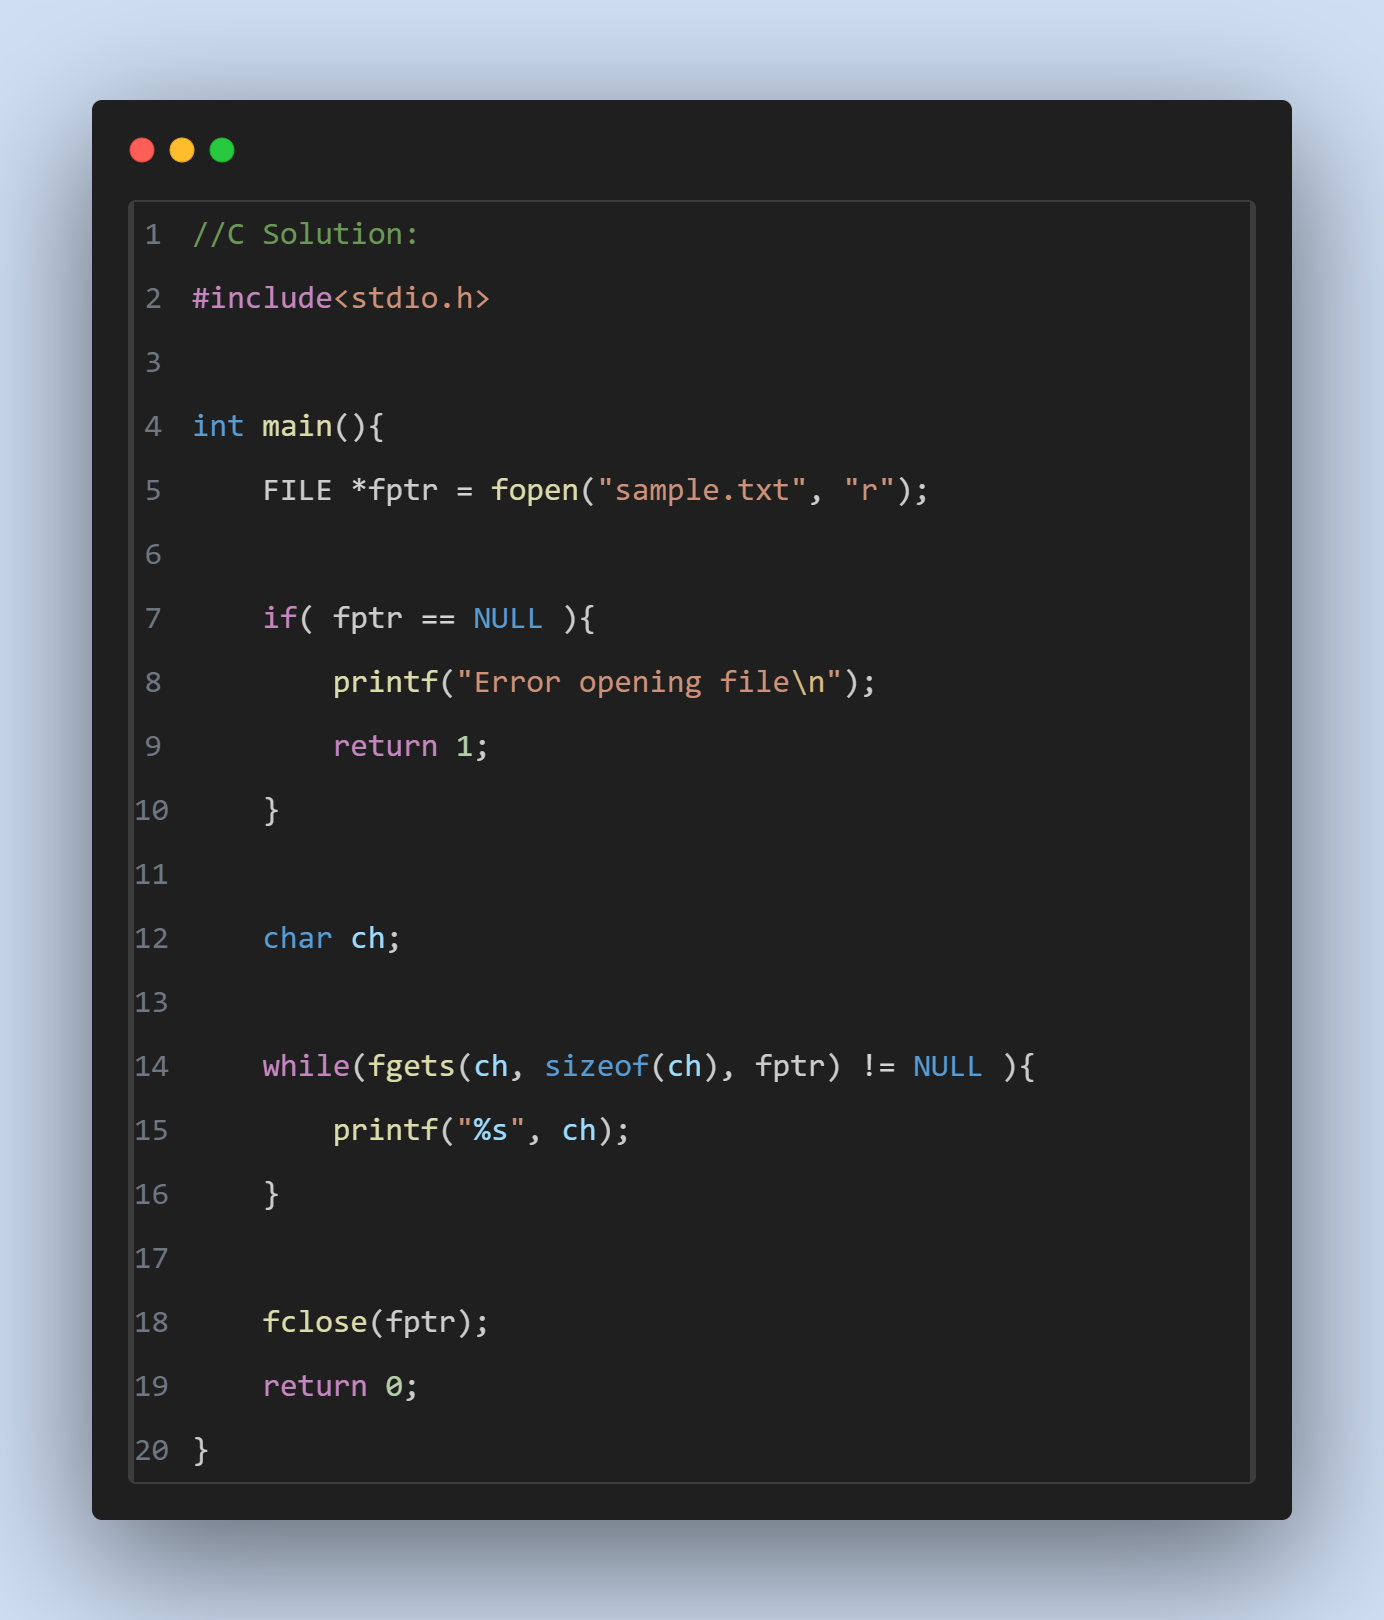 1 //C Solution:
2 #include<stdio.h>
3
4 int main(){
5     FILE *fptr = fopen("sample.txt", "r");
6
7     if( fptr == NULL ){
8         printf("Error opening file\n");
9         return 1;
10     }
11
12     char ch;
13
14     while(fgets(ch, sizeof(ch), fptr) != NULL ){
15         printf("%s", ch);
16     }
17
18     fclose(fptr);
19     return 0;
20 }